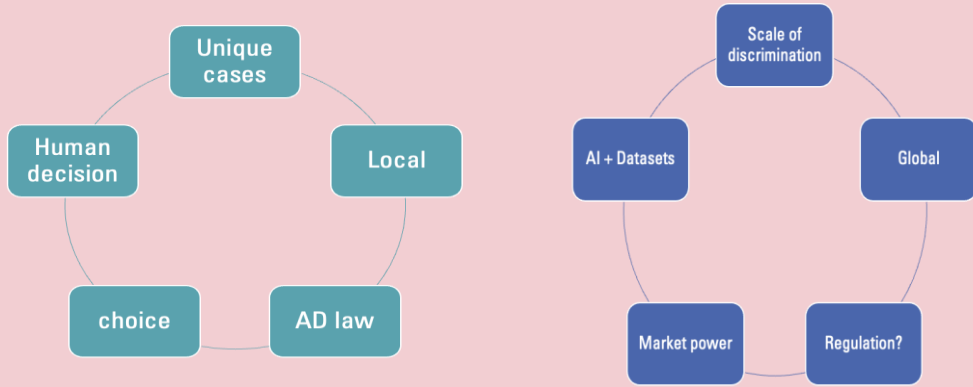 Unique
cases
Human
decision
Local
choice
AD law
Scale of
discrimination
AI + Datasets
Global
Market power
Regulation?